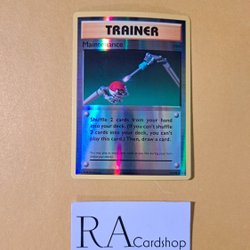 TRAINER
Maintenance
Shuffle 2 cards from your hand
into your deck. (If you can't shuffle
2 cards into your deck, you can't
play this card.) Then, draw a card.
RA
Cardshop